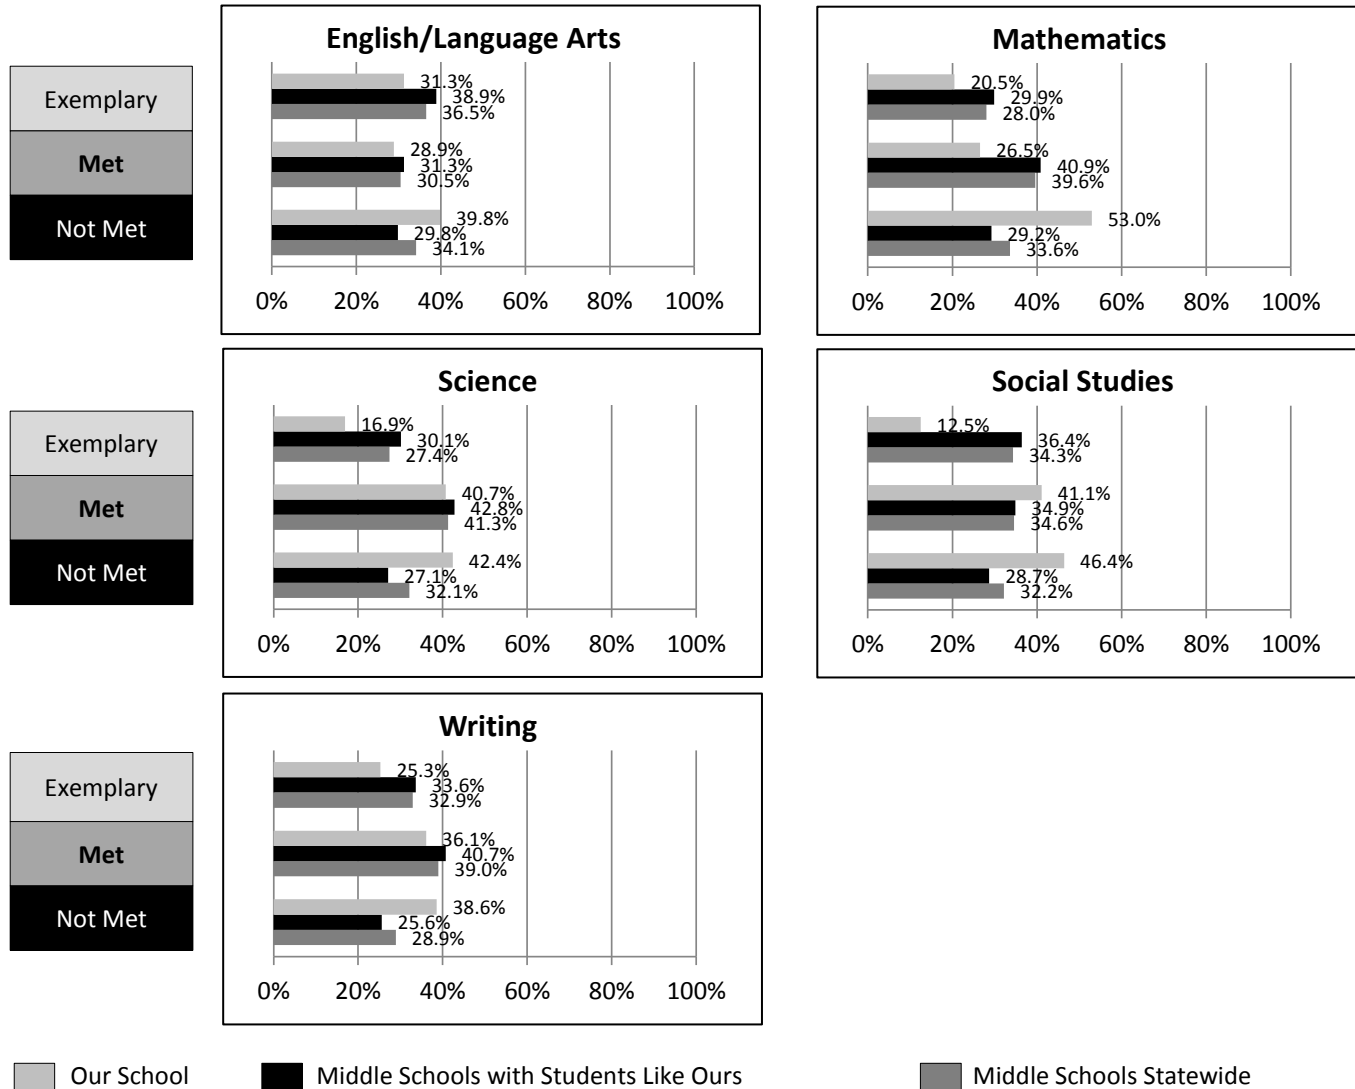 English/Language Arts
Exemplary
Met
Not Met
31.3%
38.9%
36.5%
28.9%
31.3%
30.5%
39.8%
29.8%
34.1%
0% 20% 40% 60% 80% 100%
Mathematics
20.5%
29.9%
28.0%
26.5%
40.9%
39.6%
53.0%
29.2%
33.6%
0% 20% 40% 60% 80% 100%
Science
Exemplary
Met
Not Met
16.9%
30.1%
27.4%
40.7%
42.8%
41.3%
42.4%
27.1%
32.1%
0% 20% 40% 60% 80% 100%
Social Studies
12.5%
36.4%
34.3%
41.1%
34.9%
34.6%
46.4%
28.7%
32.2%
0% 20% 40% 60% 80% 100%
Writing
Exemplary
Met
Not Met
25.3%
33.6%
32.9%
36.1%
40.7%
39.0%
38.6%
25.6%
28.9%
0% 20% 40% 60% 80% 100%
Our School Middle Schools with Students Like Ours Middle Schools Statewide